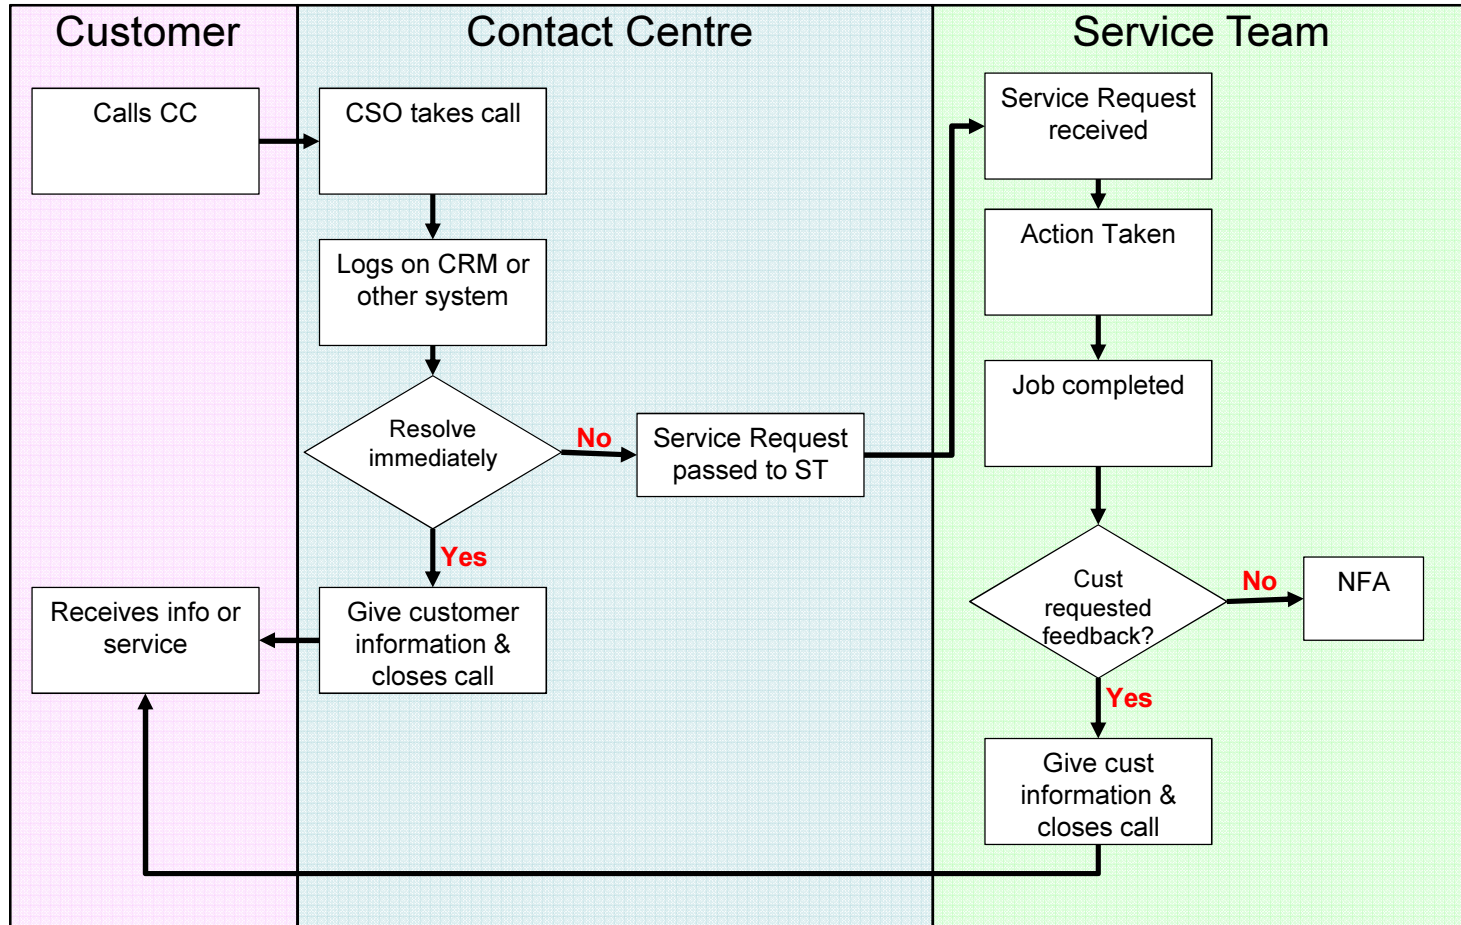 Customer
Contact Centre
Service Team
Calls CC
CSO takes call
Service Request
received
Logs on CRM or
other system
Action Taken
Resolve
immediately
No
Service Request
passed to ST
Job completed
Yes
Give customer
information &
closes call
Receives info or
service
Cust
requested
feedback?
No
NFA
Yes
Give cust
information &
closes call